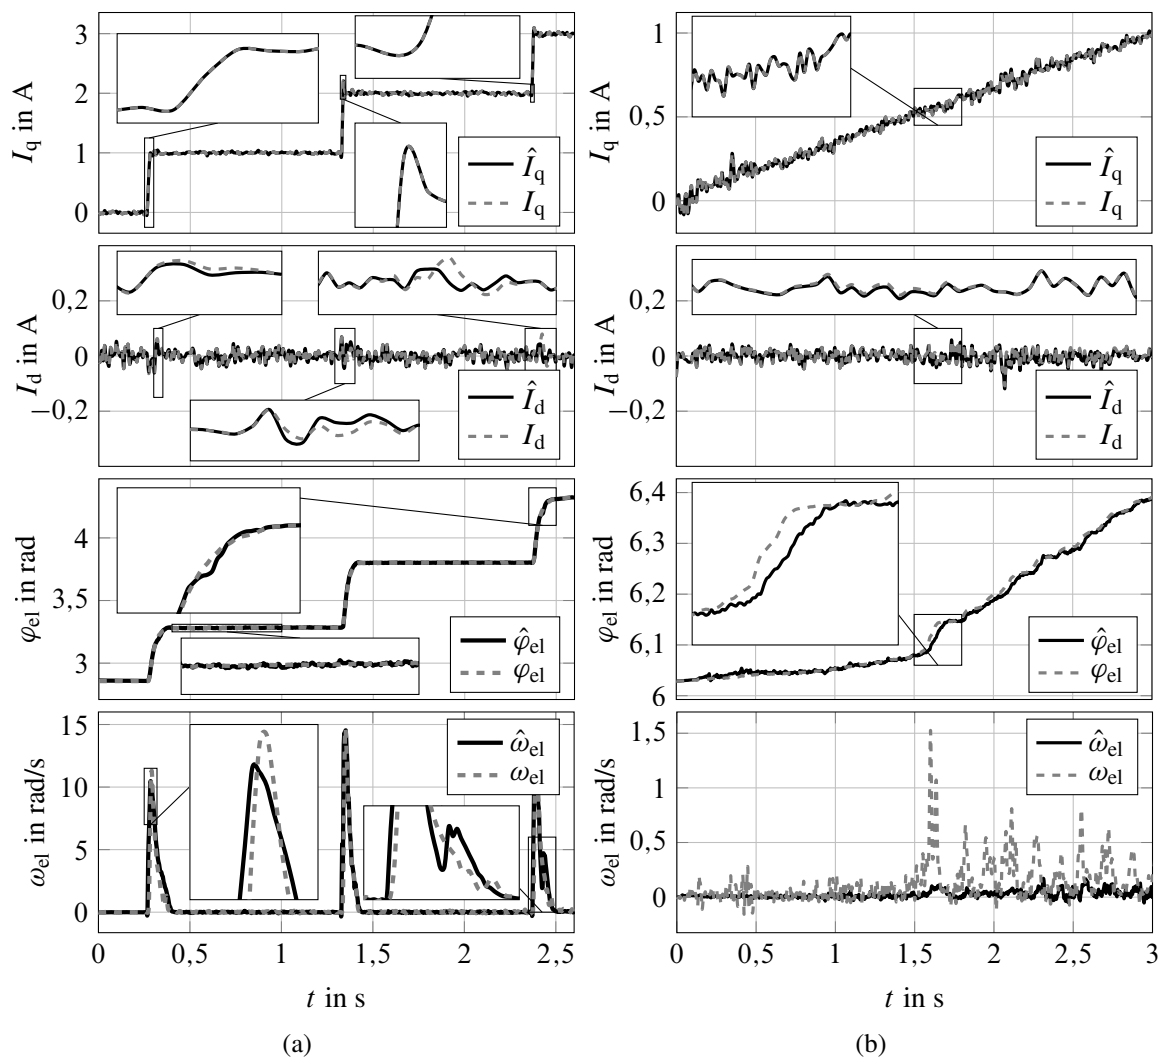 3
2
1
0
I_q in A
Î_q
I_q
1
0,5
0
I_q in A
Î_q
I_q
0,2
0
−0,2
I_d in A
Î_d
I_d
0,2
0
−0,2
I_d in A
Î_d
I_d
4
3,5
3
φ_el in rad
φ̂_el
φ_el
6,4
6,3
6,2
6,1
6
φ_el in rad
φ̂_el
φ_el
15
10
5
0
ω_el in rad/s
ω̂_el
ω_el
0 0,5 1 1,5 2 2,5
t in s
(a)
1,5
1
0,5
0
ω_el in rad/s
ω̂_el
ω_el
0 0,5 1 1,5 2 2,5 3
t in s
(b)